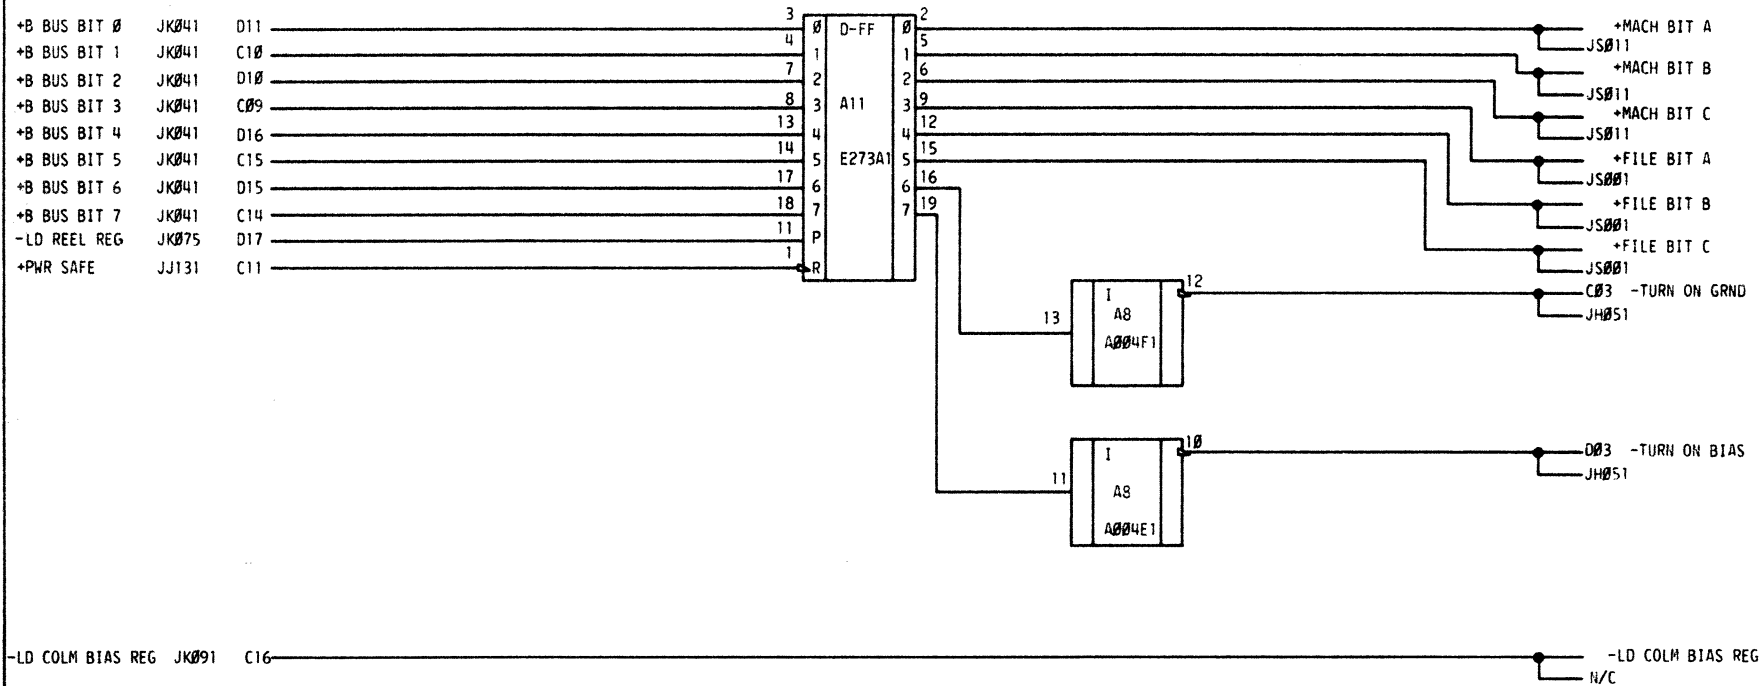 +B BUS BIT Ø JKØ41 D11 3 Ø D-FF Ø 2 +MACH BIT A
JSØ11
+B BUS BIT 1 JKØ41 C1Ø 4 1 1 5 +MACH BIT B
JSØ11
+B BUS BIT 2 JKØ41 D1Ø 7 2 2 6 +MACH BIT C
JSØ11
+B BUS BIT 3 JKØ41 CØ9 8 3 A11 3 9 +FILE BIT A
JSØØ1
+B BUS BIT 4 JKØ41 D16 13 4 4 12 +FILE BIT B
JSØØ1
+B BUS BIT 5 JKØ41 C15 14 5 E273A1 5 15 +FILE BIT C
JSØØ1
+B BUS BIT 6 JKØ41 D15 17 6 6 16
+B BUS BIT 7 JKØ41 C14 18 7 7 19
-LD REEL REG JKØ75 D17 11 P
+PWR SAFE JJ131 C11 1 R
I 12 CØ3 -TURN ON GRND
13 A8 JHØ51
AØØ4F1
I 1Ø DØ3 -TURN ON BIAS
11 A8 JHØ51
AØØ4E1
-LD COLM BIAS REG JKØ91 C16 -LD COLM BIAS REG
N/C